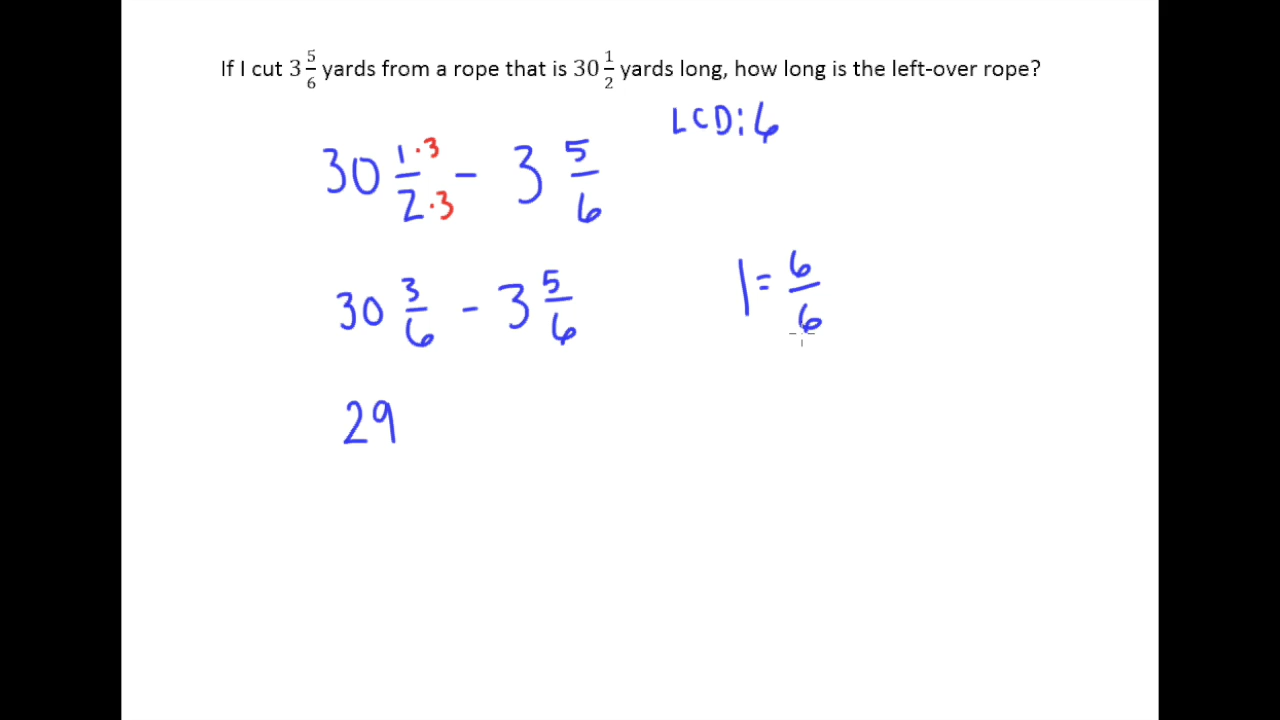 If I cut 3 5/6 yards from a rope that is 30 1/2 yards long, how long is the left-over rope?
LCD: 6
30 1·3/2·3 - 3 5/6
30 3/6 - 3 5/6
1 = 6/6
29